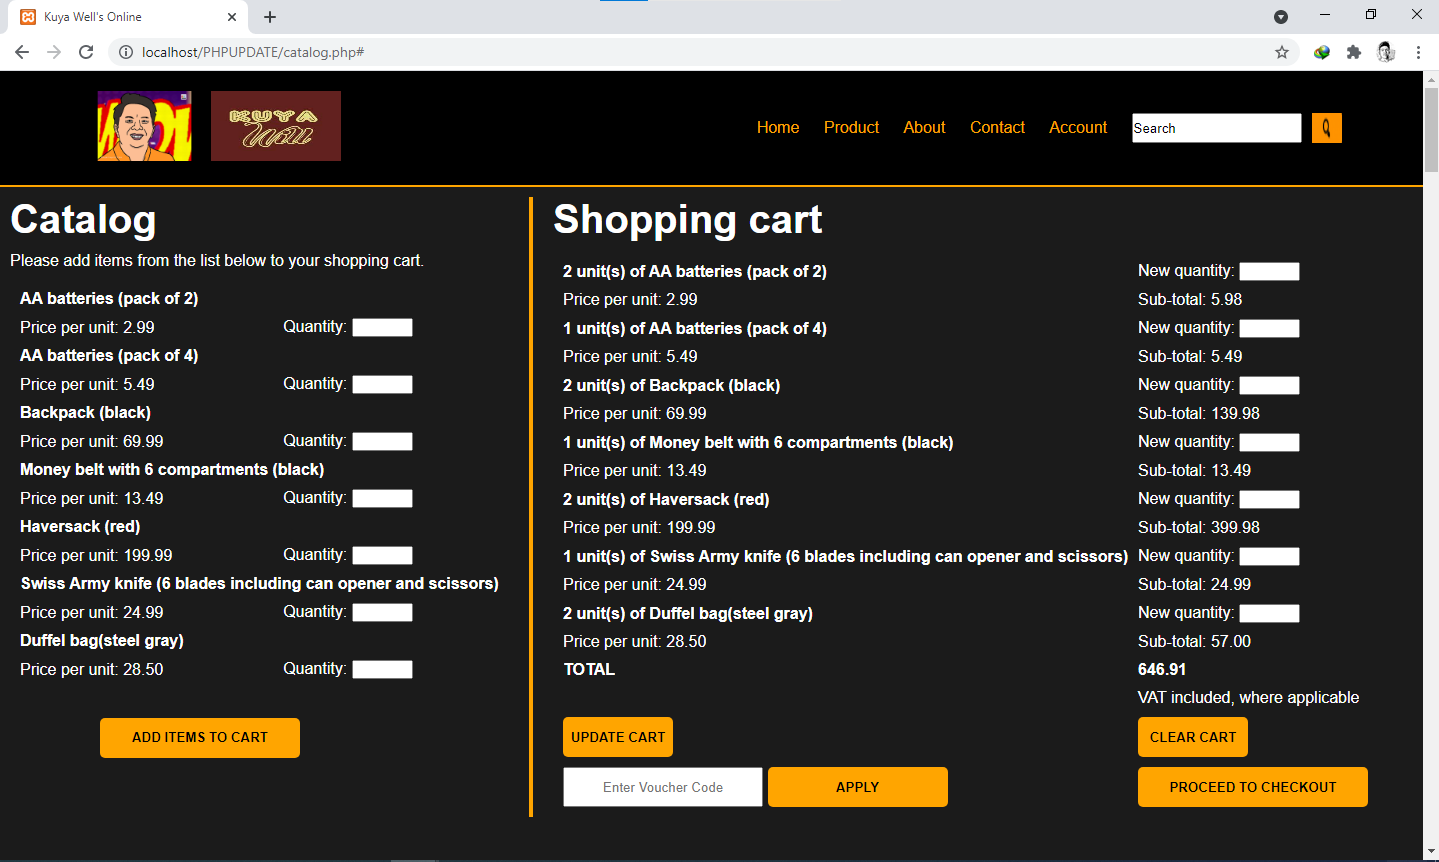 Kuya Well's Online
localhost/PHPUPDATE/catalog.php#
KUYA
Well
Home Product About Contact Account Search
Catalog
Please add items from the list below to your shopping cart.
AA batteries (pack of 2)
Price per unit: 2.99 Quantity:
AA batteries (pack of 4)
Price per unit: 5.49 Quantity:
Backpack (black)
Price per unit: 69.99 Quantity:
Money belt with 6 compartments (black)
Price per unit: 13.49 Quantity:
Haversack (red)
Price per unit: 199.99 Quantity:
Swiss Army knife (6 blades including can opener and scissors)
Price per unit: 24.99 Quantity:
Duffel bag(steel gray)
Price per unit: 28.50 Quantity:
ADD ITEMS TO CART
Shopping cart
2 unit(s) of AA batteries (pack of 2) New quantity:
Price per unit: 2.99 Sub-total: 5.98
1 unit(s) of AA batteries (pack of 4) New quantity:
Price per unit: 5.49 Sub-total: 5.49
2 unit(s) of Backpack (black) New quantity:
Price per unit: 69.99 Sub-total: 139.98
1 unit(s) of Money belt with 6 compartments (black) New quantity:
Price per unit: 13.49 Sub-total: 13.49
2 unit(s) of Haversack (red) New quantity:
Price per unit: 199.99 Sub-total: 399.98
1 unit(s) of Swiss Army knife (6 blades including can opener and scissors) New quantity:
Price per unit: 24.99 Sub-total: 24.99
2 unit(s) of Duffel bag(steel gray) New quantity:
Price per unit: 28.50 Sub-total: 57.00
TOTAL 646.91
VAT included, where applicable
UPDATE CART CLEAR CART
Enter Voucher Code APPLY PROCEED TO CHECKOUT